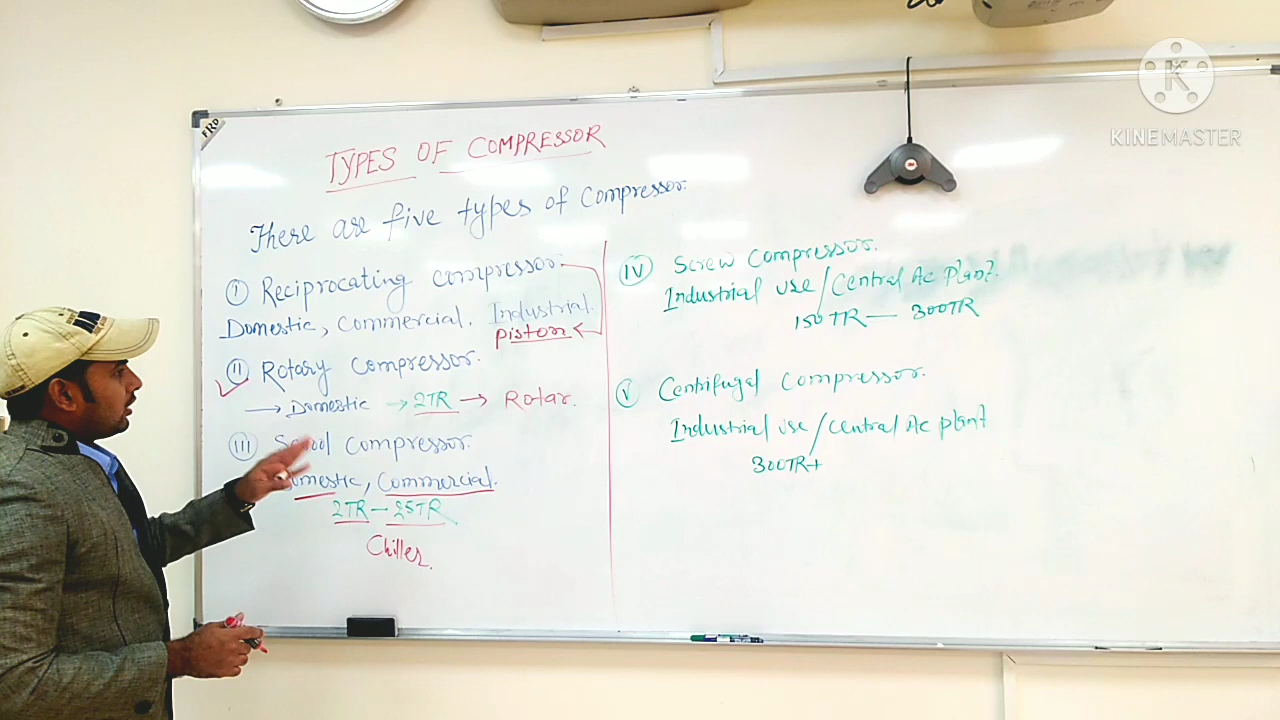 KINEMASTER
FRD
TYPES OF COMPRESSOR
There are five types of Compressor.
I Reciprocating compressor.
Domestic, Commercial. Industrial.
piston
II Rotary Compressor.
→ Domestic → 2TR → Rotar.
III Compressor.
Domestic, Commercial.
2TR - 25TR
Chiller.
IV Screw Compressor.
Industrial use/Central Ac Plant.
150TR — 300TR
V Centrifugal Compressor.
Industrial use/Central Ac plant
300TR+